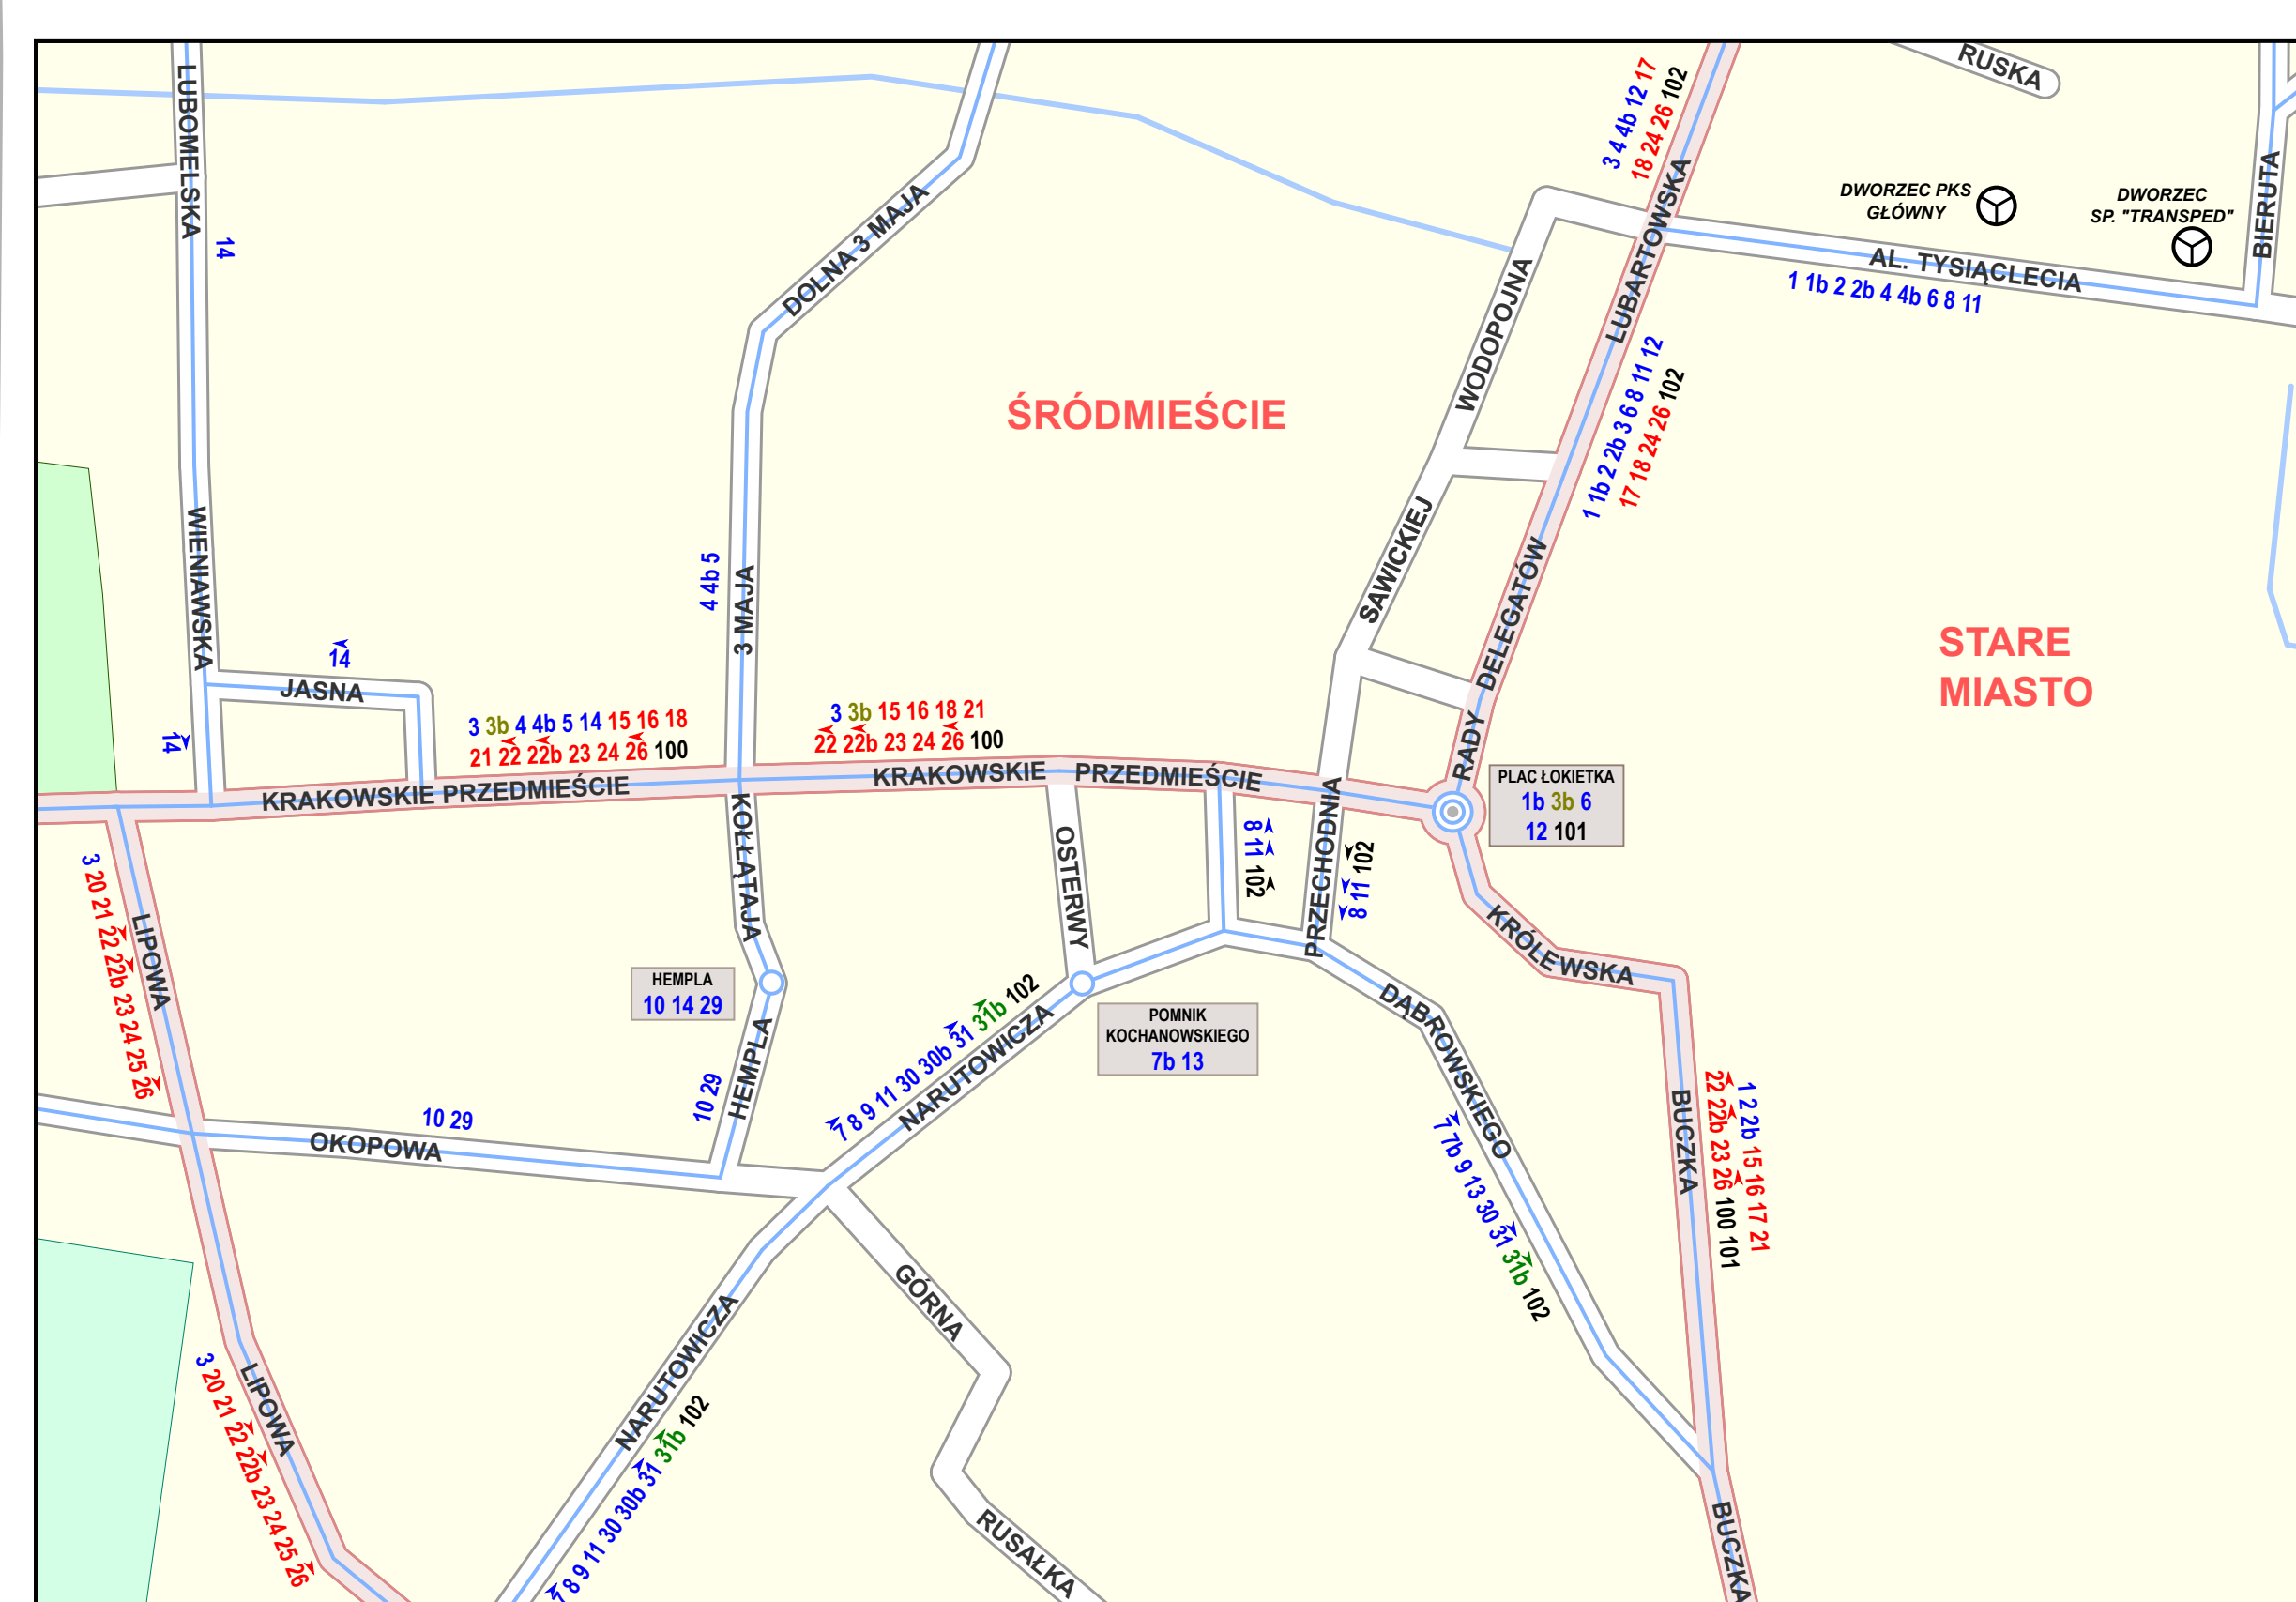 RUSKA
LUBOMELSKA
3 4 4b 12 17
18 24 26 102
DWORZEC PKS
GŁÓWNY
DWORZEC
SP. "TRANSPED"
BIERUTA
14
DOLNA 3 MAJA
LUBARTOWSKA
AL. TYSIĄCLECIA
1 1b 2 2b 4 4b 6 8 11
WODOPOJNA
ŚRÓDMIEŚCIE
1 1b 2 2b 3 6 8 11 12
17 18 24 26 102
WIENIAWSKA
4 4b 5
3 MAJA
SAWICKIEJ
RADY DELEGATÓW
STARE
MIASTO
14
JASNA
14
3 3b 4 4b 5 14 15 16 18
21 22 22b 23 24 26 100
3 3b 15 16 18 21
22 22b 23 24 26 100
KRAKOWSKIE PRZEDMIEŚCIE
KRAKOWSKIE PRZEDMIEŚCIE
PLAC ŁOKIETKA
1b 3b 6
12 101
KOŁŁĄTAJA
OSTERWY
8 11 102
PRZECHODNIA
8 11 102
3 20 21 22 22b 23 24 25 26
LIPOWA
KRÓLEWSKA
HEMPLA
10 14 29
7 8 9 11 30 30b 31 31b 102
NARUTOWICZA
POMNIK
KOCHANOWSKIEGO
7b 13
DĄBROWSKIEGO
7 7b 9 13 30 31 31b 102
BUCZKA
1 2 2b 15 16 17 21
22 22b 23 26 100 101
10 29
HEMPLA
10 29
OKOPOWA
GÓRNA
NARUTOWICZA
7 8 9 11 30 30b 31 31b 102
LIPOWA
3 20 21 22 22b 23 24 25 26
RUSAŁKA
BUCZKA